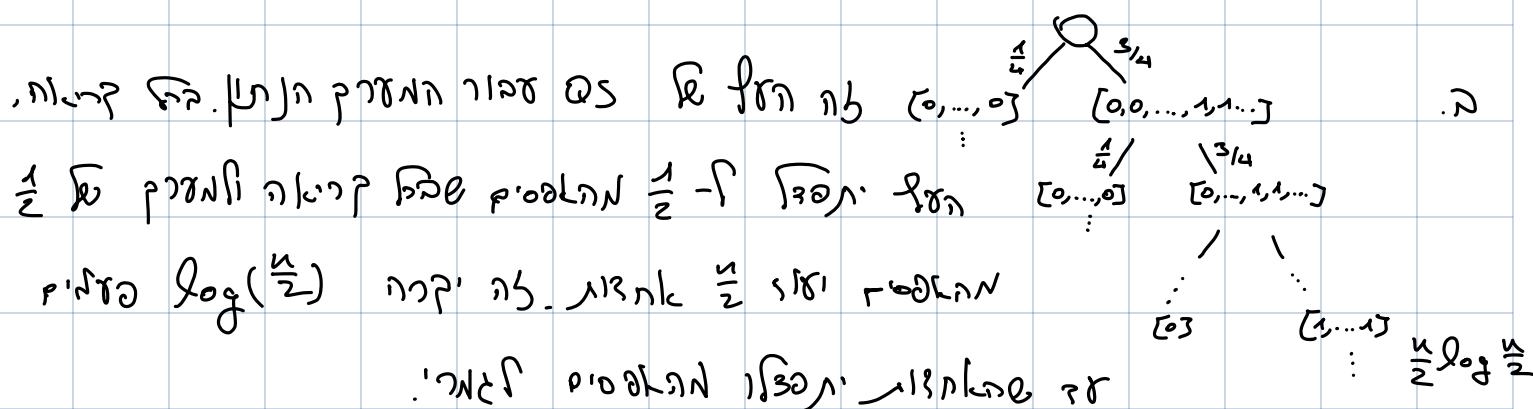 ב. זה העץ של QS עבור המערך הנתון. בכל קריאה,
העץ יתפצל ל- 1/2 מהאפסים שבכל קריאה ולמערך של 1/2
מהאפסים ועוד n/2 אחדות. זה יקרה log(n/2) פעמים
עד שהאחדות יתפצלו מהאפסים לגמרי.
1/4 3/4
[0,...,0] [0,0,...,1,1...]
1/4 3/4
[0,...,0] [0,...,1,1,...]
[0] [1,...1]
n/2 log n/2